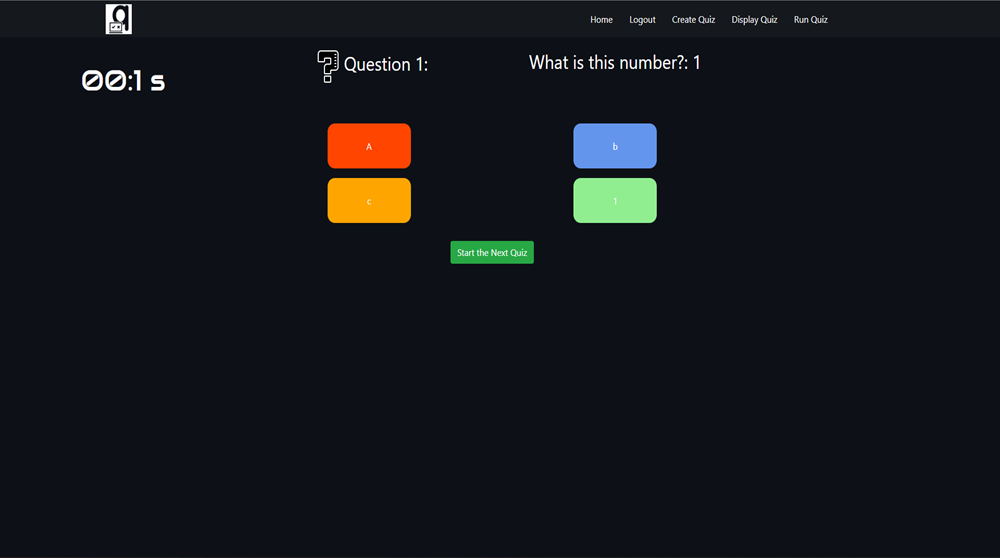 q
Home Logout Create Quiz Display Quiz Run Quiz
00:1 s
Question 1:
What is this number?: 1
A
b
c
1
Start the Next Quiz